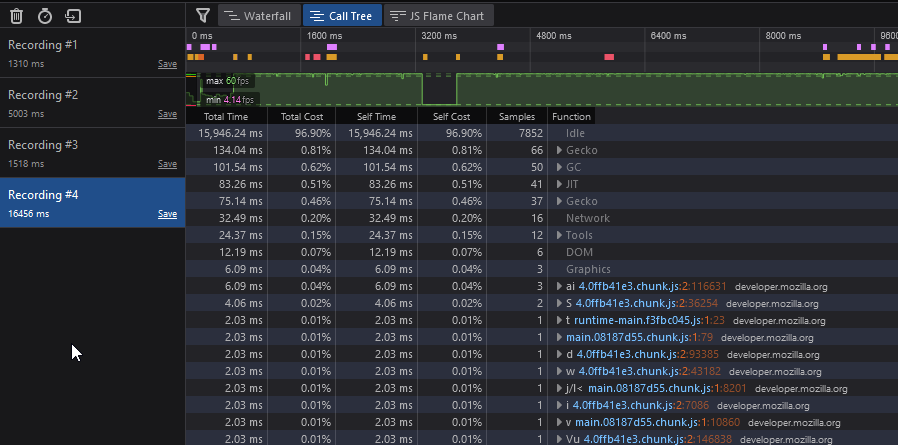 Waterfall Call Tree JS Flame Chart
Recording #1
1310 ms Save
Recording #2
5003 ms Save
Recording #3
1518 ms Save
Recording #4
16456 ms Save
0 ms 1600 ms 3200 ms 4800 ms 6400 ms 8000 ms 9600
max 60 fps
min 4.14 fps
Total Time Total Cost Self Time Self Cost Samples Function
15,946.24 ms 96.90% 15,946.24 ms 96.90% 7852 Idle
134.04 ms 0.81% 134.04 ms 0.81% 66 Gecko
101.54 ms 0.62% 101.54 ms 0.62% 50 GC
83.26 ms 0.51% 83.26 ms 0.51% 41 JIT
75.14 ms 0.46% 75.14 ms 0.46% 37 Gecko
32.49 ms 0.20% 32.49 ms 0.20% 16 Network
24.37 ms 0.15% 24.37 ms 0.15% 12 Tools
12.19 ms 0.07% 12.19 ms 0.07% 6 DOM
6.09 ms 0.04% 6.09 ms 0.04% 3 Graphics
6.09 ms 0.04% 6.09 ms 0.04% 3 ai 4.0ffb41e3.chunk.js:2:116631 developer.mozilla.org
4.06 ms 0.02% 4.06 ms 0.02% 2 S 4.0ffb41e3.chunk.js:2:36254 developer.mozilla.org
2.03 ms 0.01% 2.03 ms 0.01% 1 t runtime-main.f3fbc045.js:1:23 developer.mozilla.org
2.03 ms 0.01% 2.03 ms 0.01% 1 main.08187d55.chunk.js:1:79 developer.mozilla.org
2.03 ms 0.01% 2.03 ms 0.01% 1 d 4.0ffb41e3.chunk.js:2:93385 developer.mozilla.org
2.03 ms 0.01% 2.03 ms 0.01% 1 w 4.0ffb41e3.chunk.js:2:43182 developer.mozilla.org
2.03 ms 0.01% 2.03 ms 0.01% 1 j/l< main.08187d55.chunk.js:1:8201 developer.mozilla.org
2.03 ms 0.01% 2.03 ms 0.01% 1 i 4.0ffb41e3.chunk.js:2:7086 developer.mozilla.org
2.03 ms 0.01% 2.03 ms 0.01% 1 v main.08187d55.chunk.js:1:10860 developer.mozilla.org
2.03 ms 0.01% 2.03 ms 0.01% 1 Vu 4.0ffb41e3.chunk.js:2:146838 developer.mozilla.org